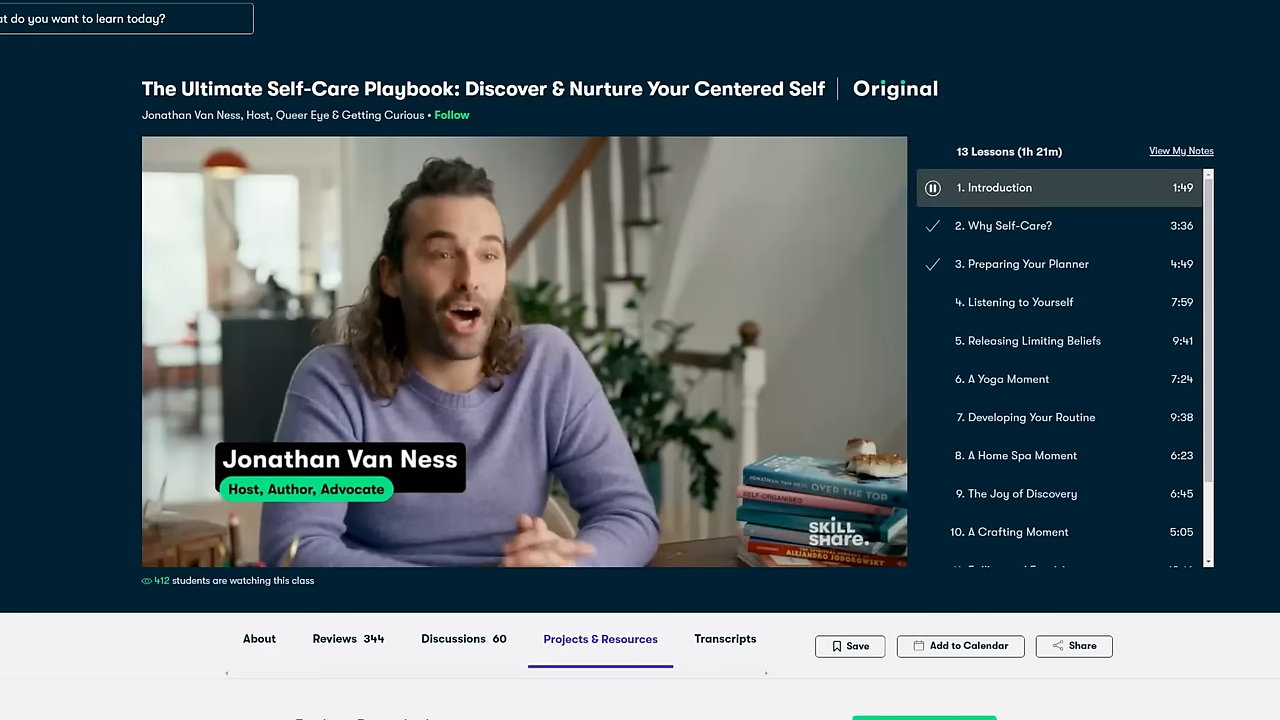 at do you want to learn today?
The Ultimate Self-Care Playbook: Discover & Nurture Your Centered Self | Original
Jonathan Van Ness, Host, Queer Eye & Getting Curious • Follow
13 Lessons (1h 21m)
View My Notes
1. Introduction 1:49
2. Why Self-Care? 3:36
3. Preparing Your Planner 4:49
4. Listening to Yourself 7:59
5. Releasing Limiting Beliefs 9:41
6. A Yoga Moment 7:24
7. Developing Your Routine 9:38
8. A Home Spa Moment 6:23
9. The Joy of Discovery 6:45
10. A Crafting Moment 5:05
Jonathan Van Ness
Host, Author, Advocate
JONATHAN VAN NESS OVER THE TOP
SELF-ORGANISED
ALEJANDRO JODOROWSKY
SKILL
SHARE.
412 students are watching this class
About
Reviews 344
Discussions 60
Projects & Resources
Transcripts
Save
Add to Calendar
Share